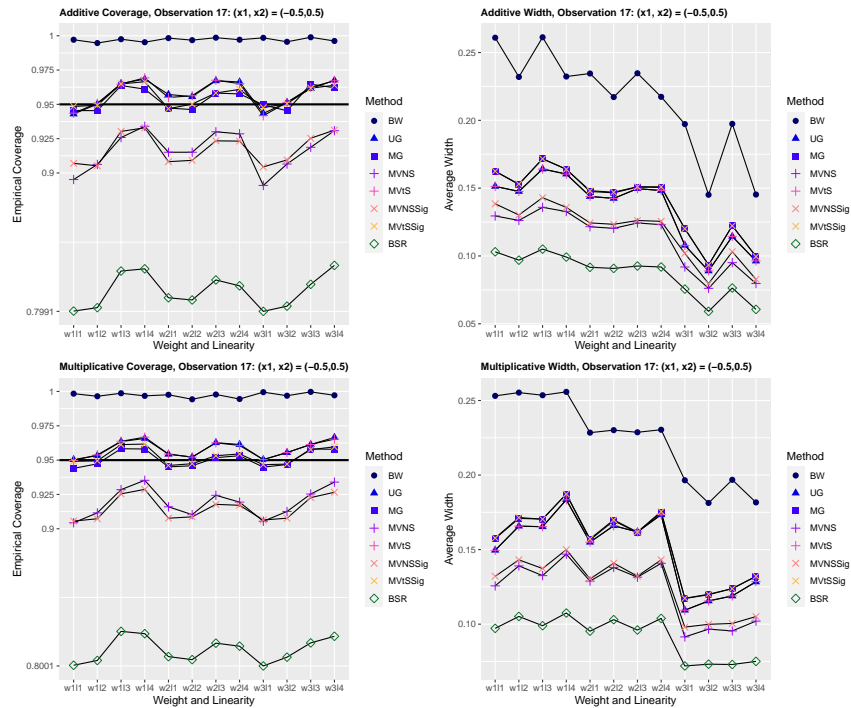 Additive Coverage, Observation 17: (x1, x2) = (−0.5,0.5)
Empirical Coverage
1
0.975
0.95
0.925
0.9
0.7991
w1l1 w1l2 w1l3 w1l4 w2l1 w2l2 w2l3 w2l4 w3l1 w3l2 w3l3 w3l4
Weight and Linearity
Method
BW
UG
MG
MVNS
MVtS
MVNSSig
MVtSSig
BSR
Additive Width, Observation 17: (x1, x2) = (−0.5,0.5)
Average Width
0.25
0.20
0.15
0.10
0.05
w1l1 w1l2 w1l3 w1l4 w2l1 w2l2 w2l3 w2l4 w3l1 w3l2 w3l3 w3l4
Weight and Linearity
Method
BW
UG
MG
MVNS
MVtS
MVNSSig
MVtSSig
BSR
Multiplicative Coverage, Observation 17: (x1, x2) = (−0.5,0.5)
Empirical Coverage
1
0.975
0.95
0.925
0.9
0.8001
w1l1 w1l2 w1l3 w1l4 w2l1 w2l2 w2l3 w2l4 w3l1 w3l2 w3l3 w3l4
Weight and Linearity
Method
BW
UG
MG
MVNS
MVtS
MVNSSig
MVtSSig
BSR
Multiplicative Width, Observation 17: (x1, x2) = (−0.5,0.5)
Average Width
0.25
0.20
0.15
0.10
w1l1 w1l2 w1l3 w1l4 w2l1 w2l2 w2l3 w2l4 w3l1 w3l2 w3l3 w3l4
Weight and Linearity
Method
BW
UG
MG
MVNS
MVtS
MVNSSig
MVtSSig
BSR